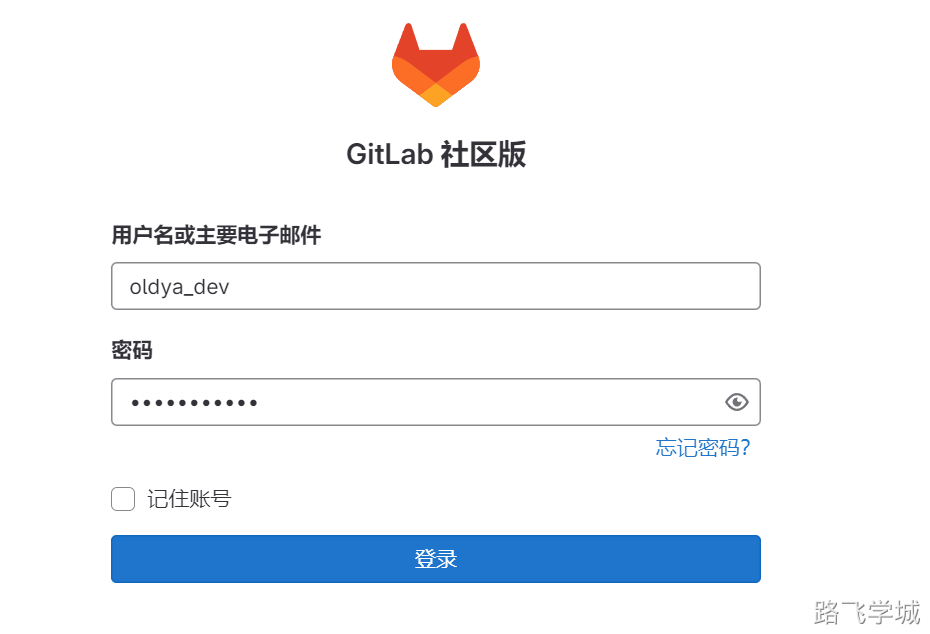 GitLab 社区版
用户名或主要电子邮件
oldya_dev
密码
•••••••••••
忘记密码?
记住账号
登录
路飞学城